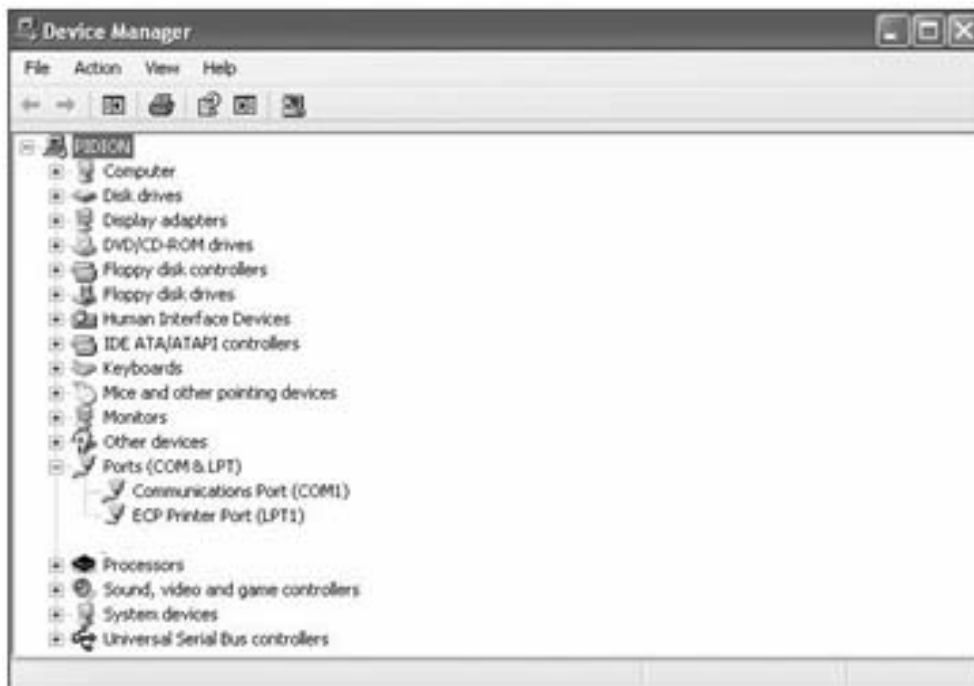 Device Manager
File Action View Help
PIDION
Computer
Disk drives
Display adapters
DVD/CD-ROM drives
Floppy disk controllers
Floppy disk drives
Human Interface Devices
IDE ATA/ATAPI controllers
Keyboards
Mice and other pointing devices
Monitors
Other devices
Ports (COM & LPT)
Communications Port (COM1)
ECP Printer Port (LPT1)
Processors
Sound, video and game controllers
System devices
Universal Serial Bus controllers